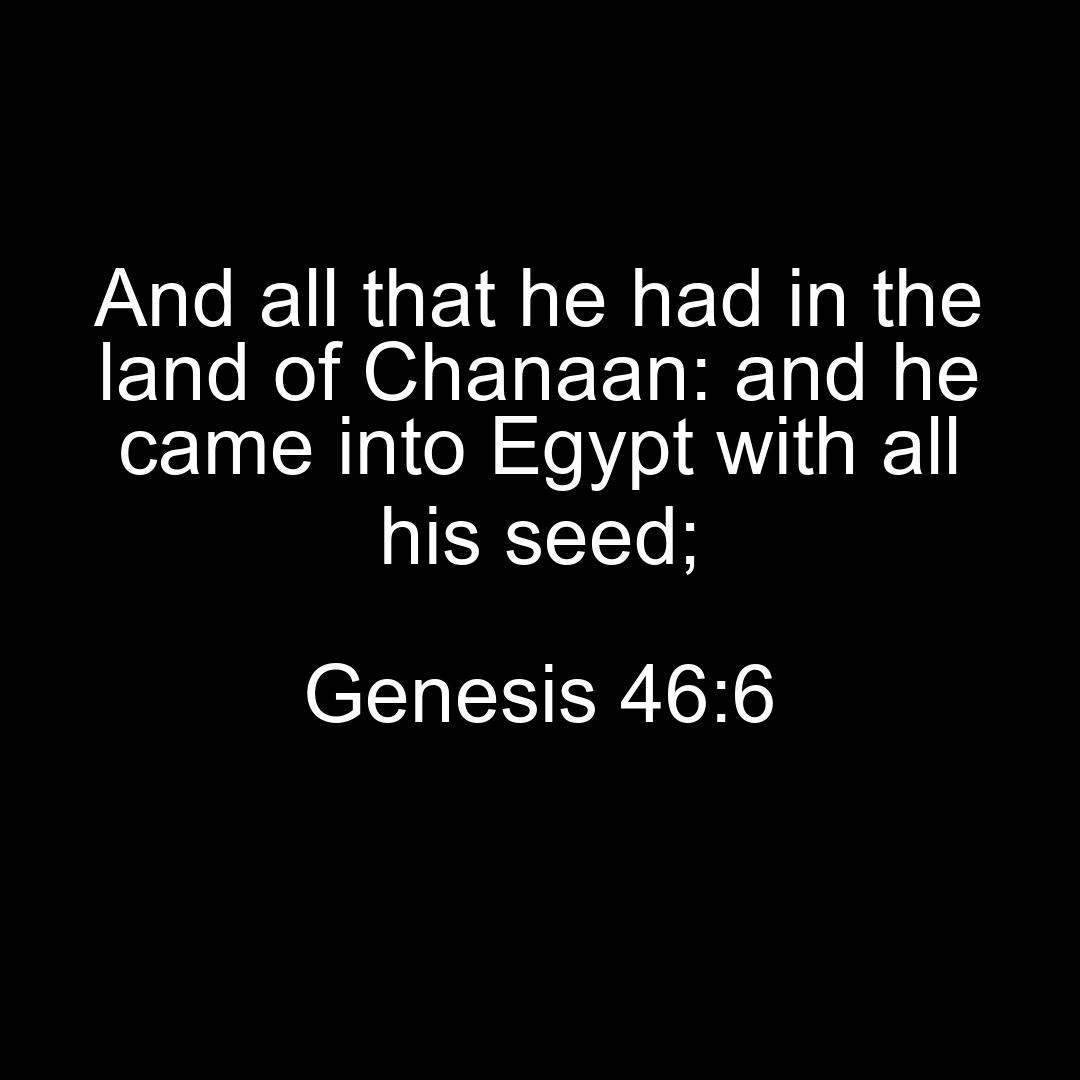 And all that he had in the
land of Chanaan: and he
came into Egypt with all
his seed;
Genesis 46:6